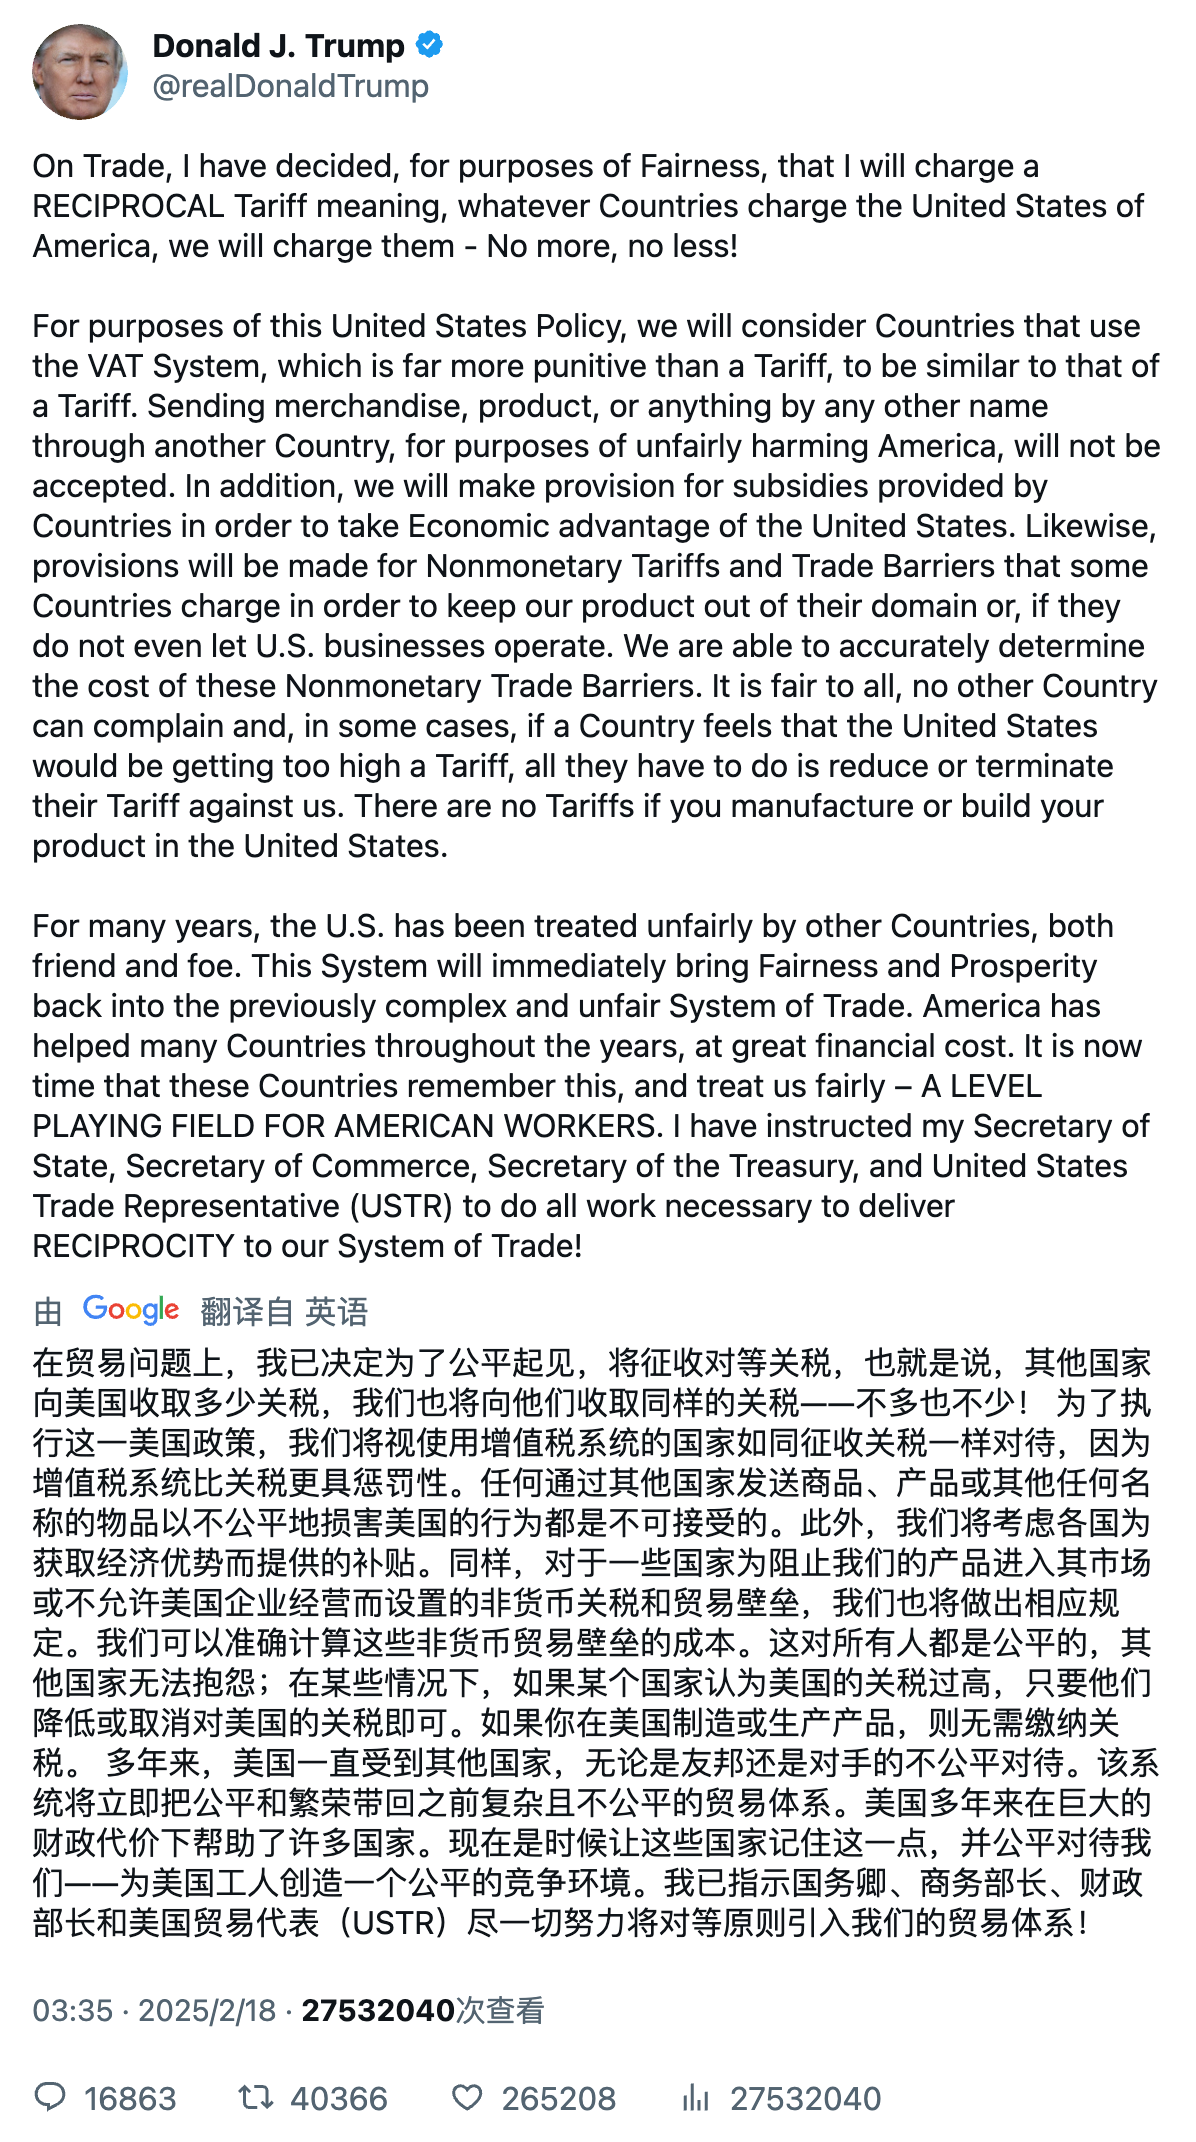 Donald J. Trump
@realDonaldTrump
On Trade, I have decided, for purposes of Fairness, that I will charge a
RECIPROCAL Tariff meaning, whatever Countries charge the United States of
America, we will charge them - No more, no less!
For purposes of this United States Policy, we will consider Countries that use
the VAT System, which is far more punitive than a Tariff, to be similar to that of
a Tariff. Sending merchandise, product, or anything by any other name
through another Country, for purposes of unfairly harming America, will not be
accepted. In addition, we will make provision for subsidies provided by
Countries in order to take Economic advantage of the United States. Likewise,
provisions will be made for Nonmonetary Tariffs and Trade Barriers that some
Countries charge in order to keep our product out of their domain or, if they
do not even let U.S. businesses operate. We are able to accurately determine
the cost of these Nonmonetary Trade Barriers. It is fair to all, no other Country
can complain and, in some cases, if a Country feels that the United States
would be getting too high a Tariff, all they have to do is reduce or terminate
their Tariff against us. There are no Tariffs if you manufacture or build your
product in the United States.
For many years, the U.S. has been treated unfairly by other Countries, both
friend and foe. This System will immediately bring Fairness and Prosperity
back into the previously complex and unfair System of Trade. America has
helped many Countries throughout the years, at great financial cost. It is now
time that these Countries remember this, and treat us fairly – A LEVEL
PLAYING FIELD FOR AMERICAN WORKERS. I have instructed my Secretary of
State, Secretary of Commerce, Secretary of the Treasury, and United States
Trade Representative (USTR) to do all work necessary to deliver
RECIPROCITY to our System of Trade!
由 Google 翻译自 英语
在贸易问题上，我已决定为了公平起见，将征收对等关税，也就是说，其他国家
向美国收取多少关税，我们也将向他们收取同样的关税——不多也不少！ 为了执
行这一美国政策，我们将视使用增值税系统的国家如同征收关税一样对待，因为
增值税系统比关税更具惩罚性。任何通过其他国家发送商品、产品或其他任何名
称的物品以不公平地损害美国的行为都是不可接受的。此外，我们将考虑各国为
获取经济优势而提供的补贴。同样，对于一些国家为阻止我们的产品进入其市场
或不允许美国企业经营而设置的非货币关税和贸易壁垒，我们也将做出相应规
定。我们可以准确计算这些非货币贸易壁垒的成本。这对所有人都是公平的，其
他国家无法抱怨；在某些情况下，如果某个国家认为美国的关税过高，只要他们
降低或取消对美国的关税即可。如果你在美国制造或生产产品，则无需缴纳关
税。 多年来，美国一直受到其他国家，无论是友邦还是对手的不公平对待。该系
统将立即把公平和繁荣带回之前复杂且不公平的贸易体系。美国多年来在巨大的
财政代价下帮助了许多国家。现在是时候让这些国家记住这一点，并公平对待我
们——为美国工人创造一个公平的竞争环境。我已指示国务卿、商务部长、财政
部长和美国贸易代表（USTR）尽一切努力将对等原则引入我们的贸易体系！
03:35 · 2025/2/18 · 27532040次查看
16863 40366 265208 27532040